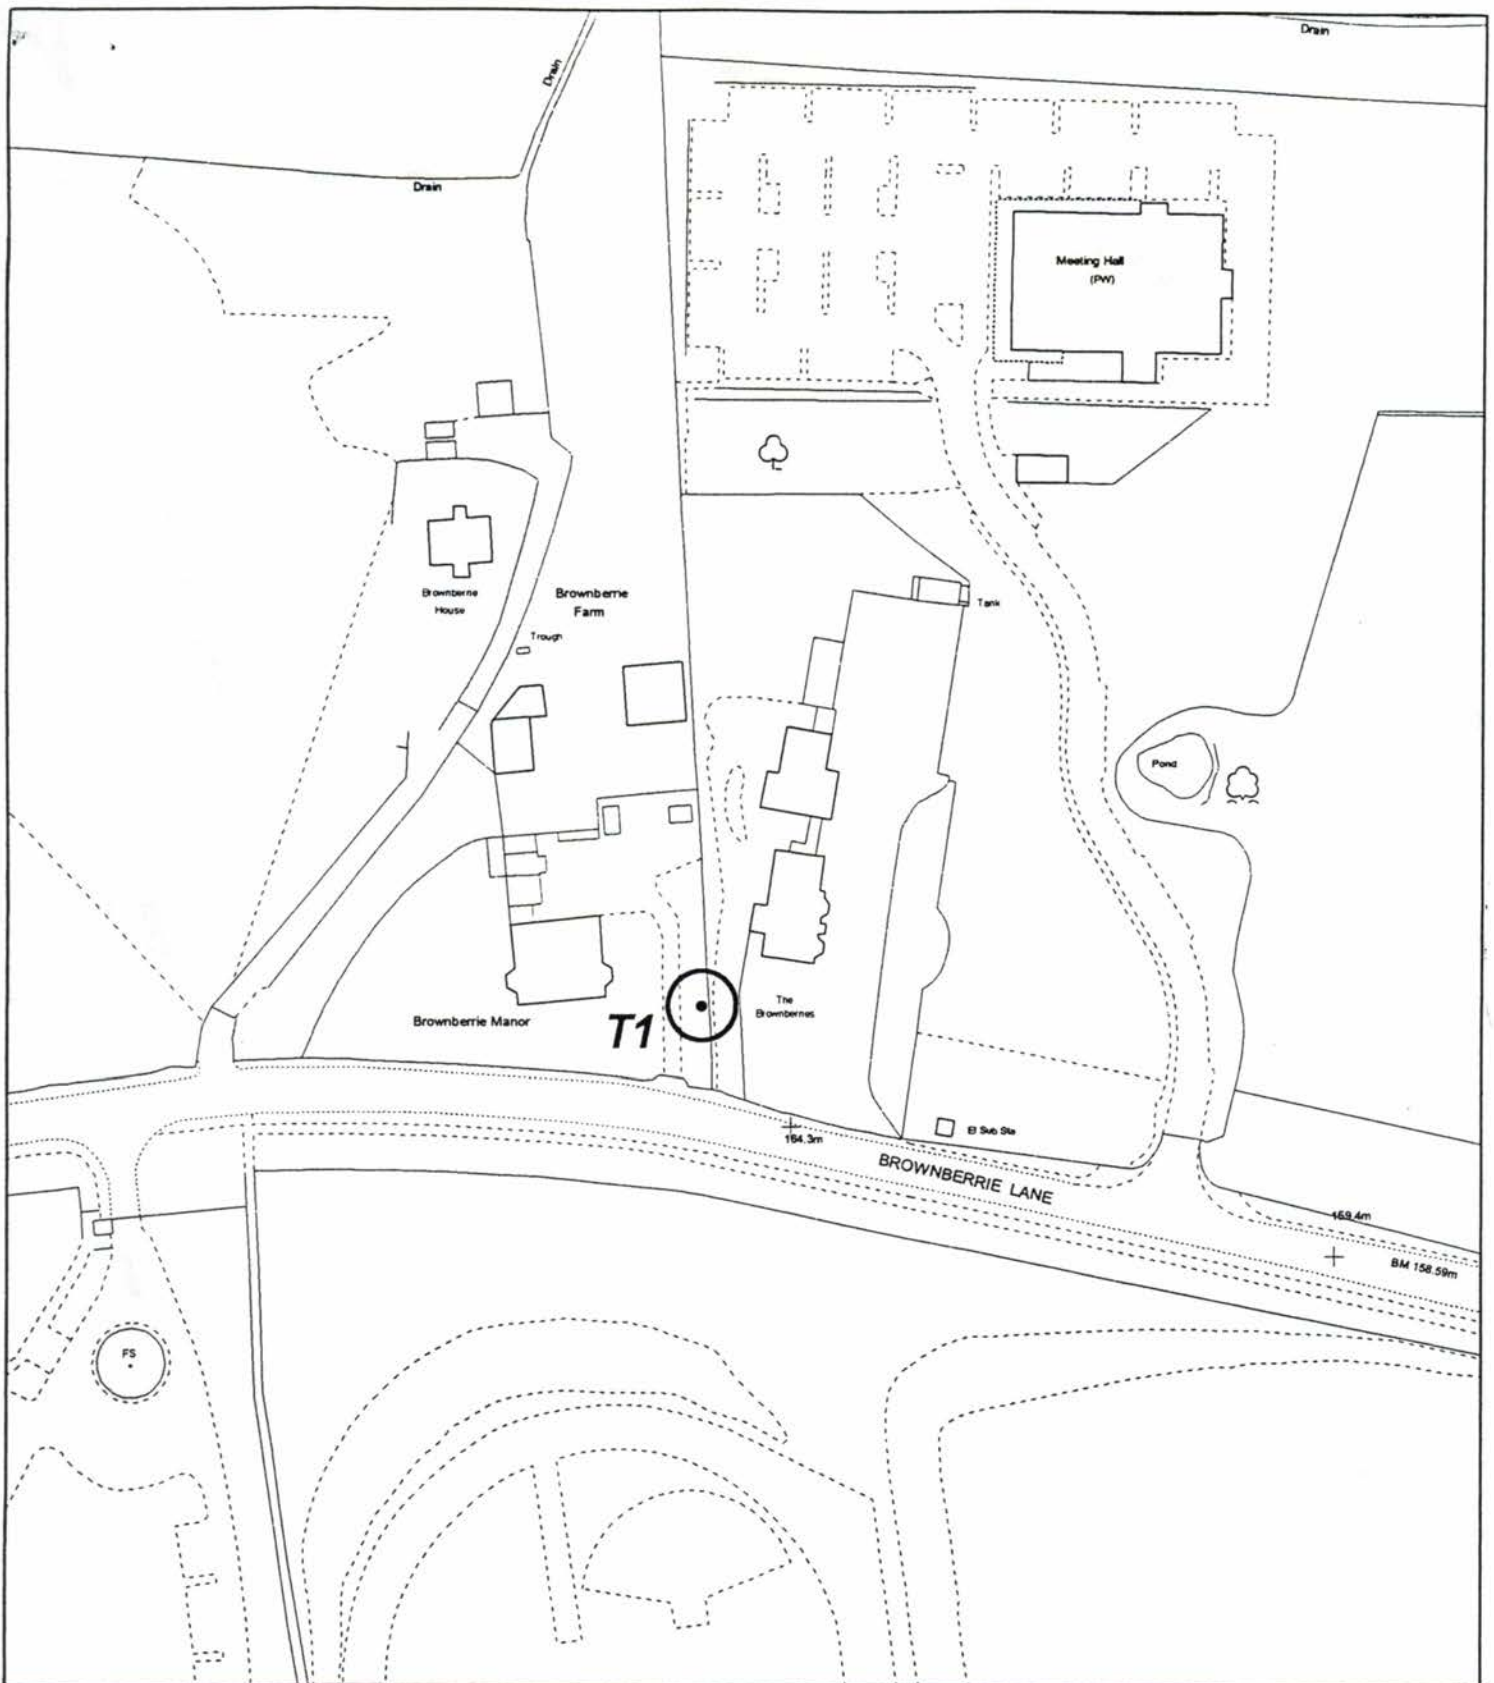 Drain
Drain
Drain
Meeting Hall
(PW)
Brownberrie
House
Brownberrie
Farm
Trough
Tank
Pond
The
Brownberries
Brownberrie Manor
T1
164.3m
El Sub Sta
BROWNBERRIE LANE
159.4m
BM 158.59m
FS